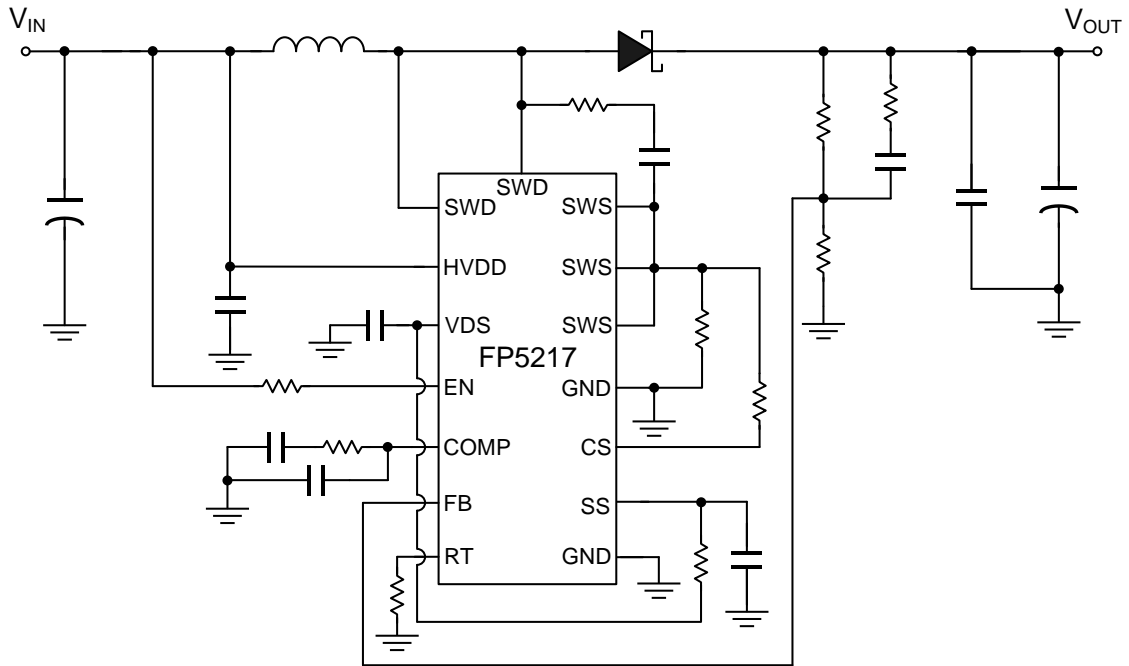 VIN
VOUT
SWD
SWD
SWS
HVDD
SWS
VDS
SWS
FP5217
EN
GND
COMP
CS
FB
SS
RT
GND